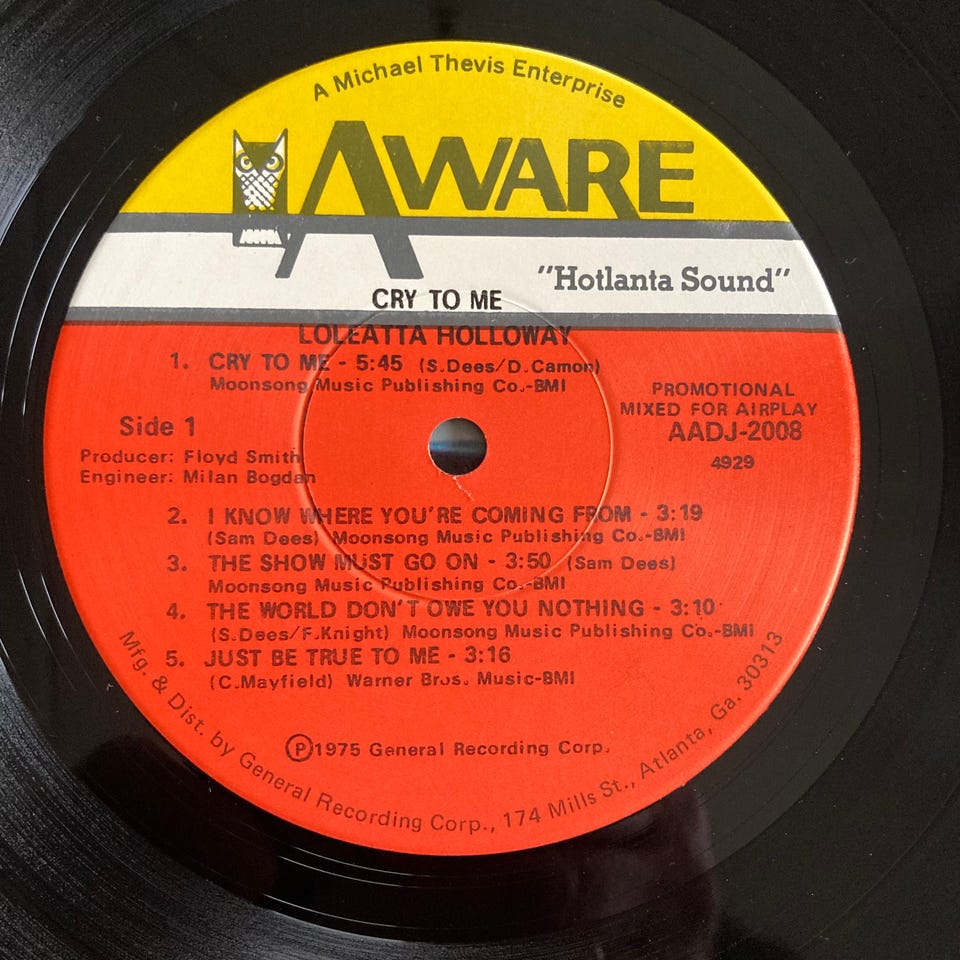 A Michael Thevis Enterprise
AWARE
"Hotlanta Sound"
CRY TO ME
LOLEATTA HOLLOWAY
1. CRY TO ME - 5:45 (S.Dees/D.Camon)
Moonsong Music Publishing Co.-BMI
PROMOTIONAL
MIXED FOR AIRPLAY
AADJ-2008
4929
Side 1
Producer: Floyd Smith
Engineer: Milan Bogdan
2. I KNOW WHERE YOU'RE COMING FROM - 3:19
(Sam Dees) Moonsong Music Publishing Co.-BMI
3. THE SHOW MUST GO ON - 3:50 (Sam Dees)
Moonsong Music Publishing Co.-BMI
4. THE WORLD DON'T OWE YOU NOTHING - 3:10
(S.Dees/F.Knight) Moonsong Music Publishing Co.-BMI
5. JUST BE TRUE TO ME - 3:16
(C.Mayfield) Warner Bros. Music-BMI
Ⓟ1975 General Recording Corp.
Mfg. & Dist. by General Recording Corp., 174 Mills St., Atlanta, Ga. 30313